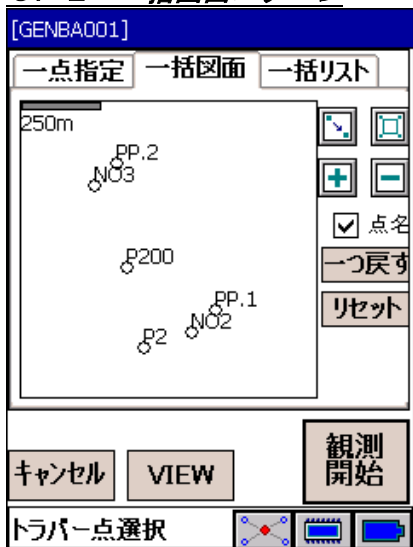 [GENBA001]
一点指定 一括図面 一括リスト
250m
PP.2
NO3
点名
P200
一つ戻す
PP.1
リセット
NO2
P2
観測
開始
キャンセル VIEW
トラバー点選択